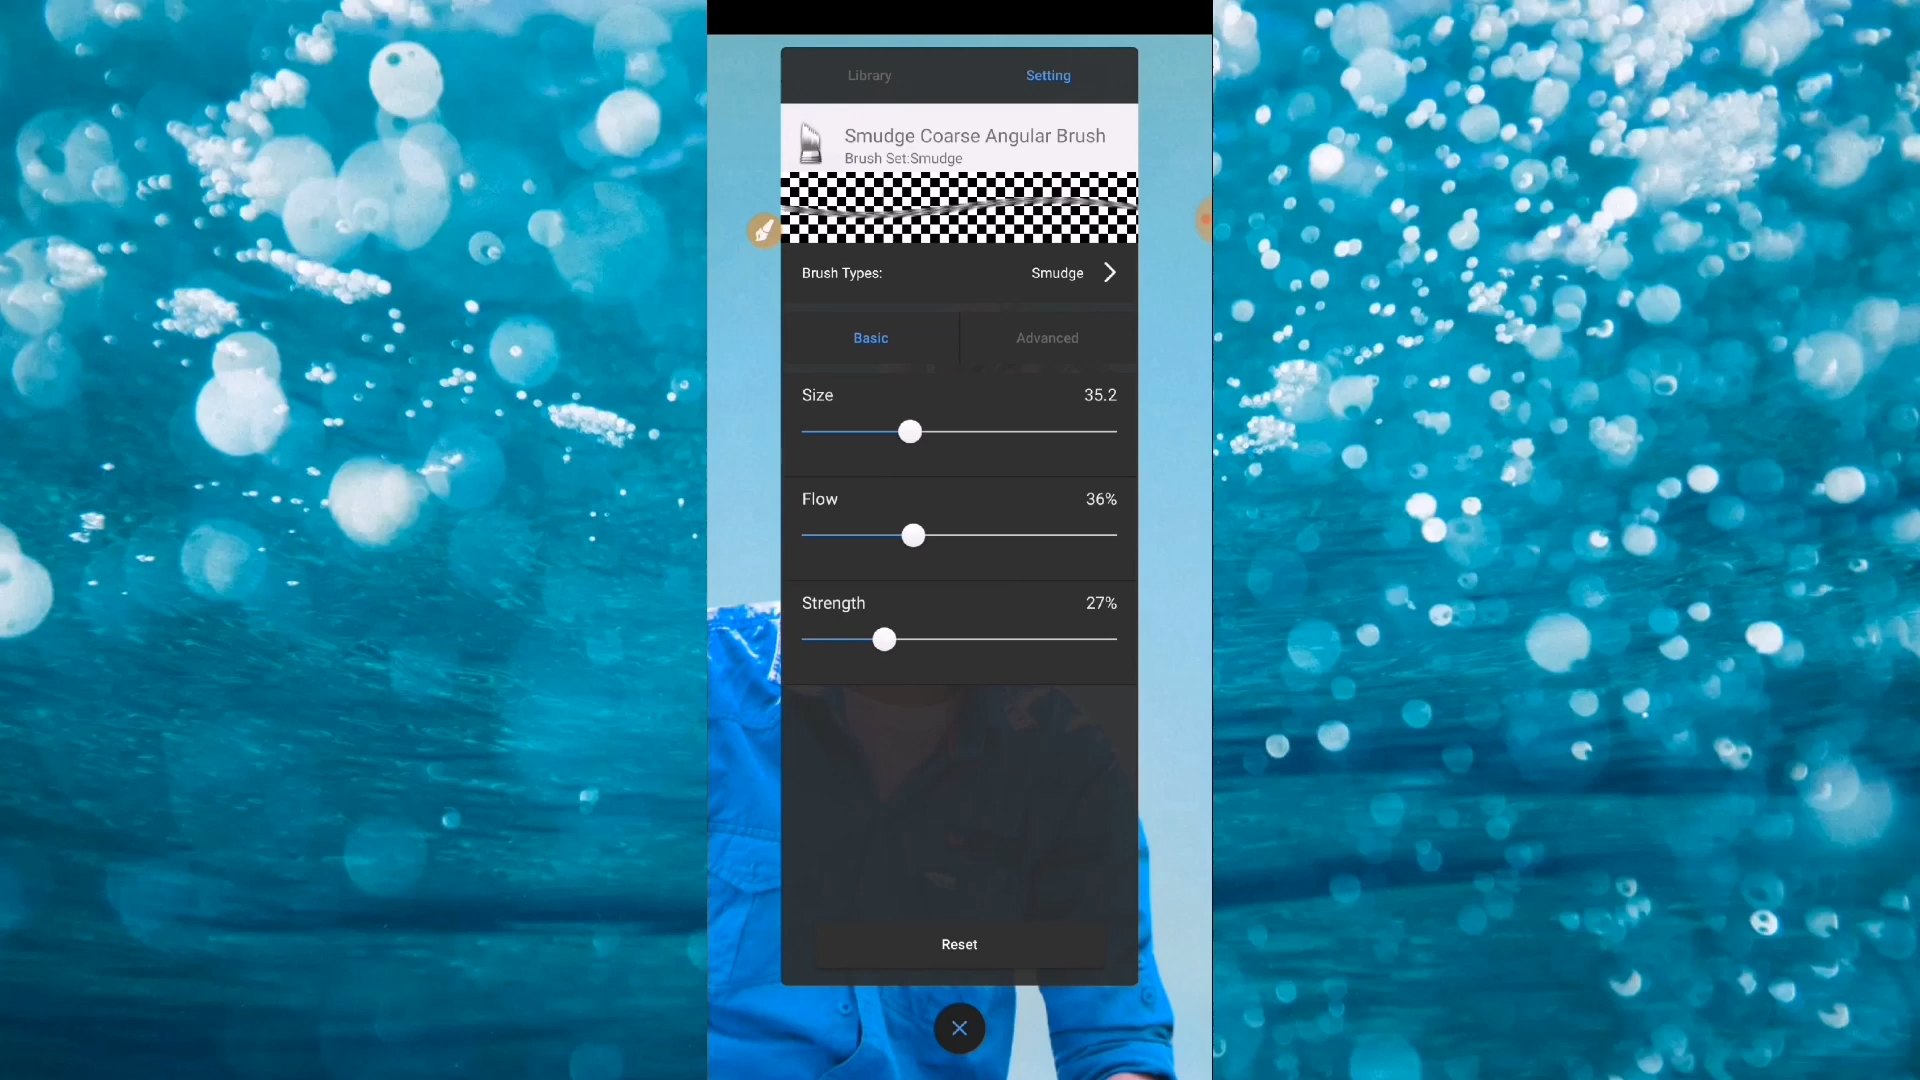 Library Setting
Smudge Coarse Angular Brush
Brush Set:Smudge
Brush Types: Smudge
Basic Advanced
Size 35.2
Flow 36%
Strength 27%
Reset